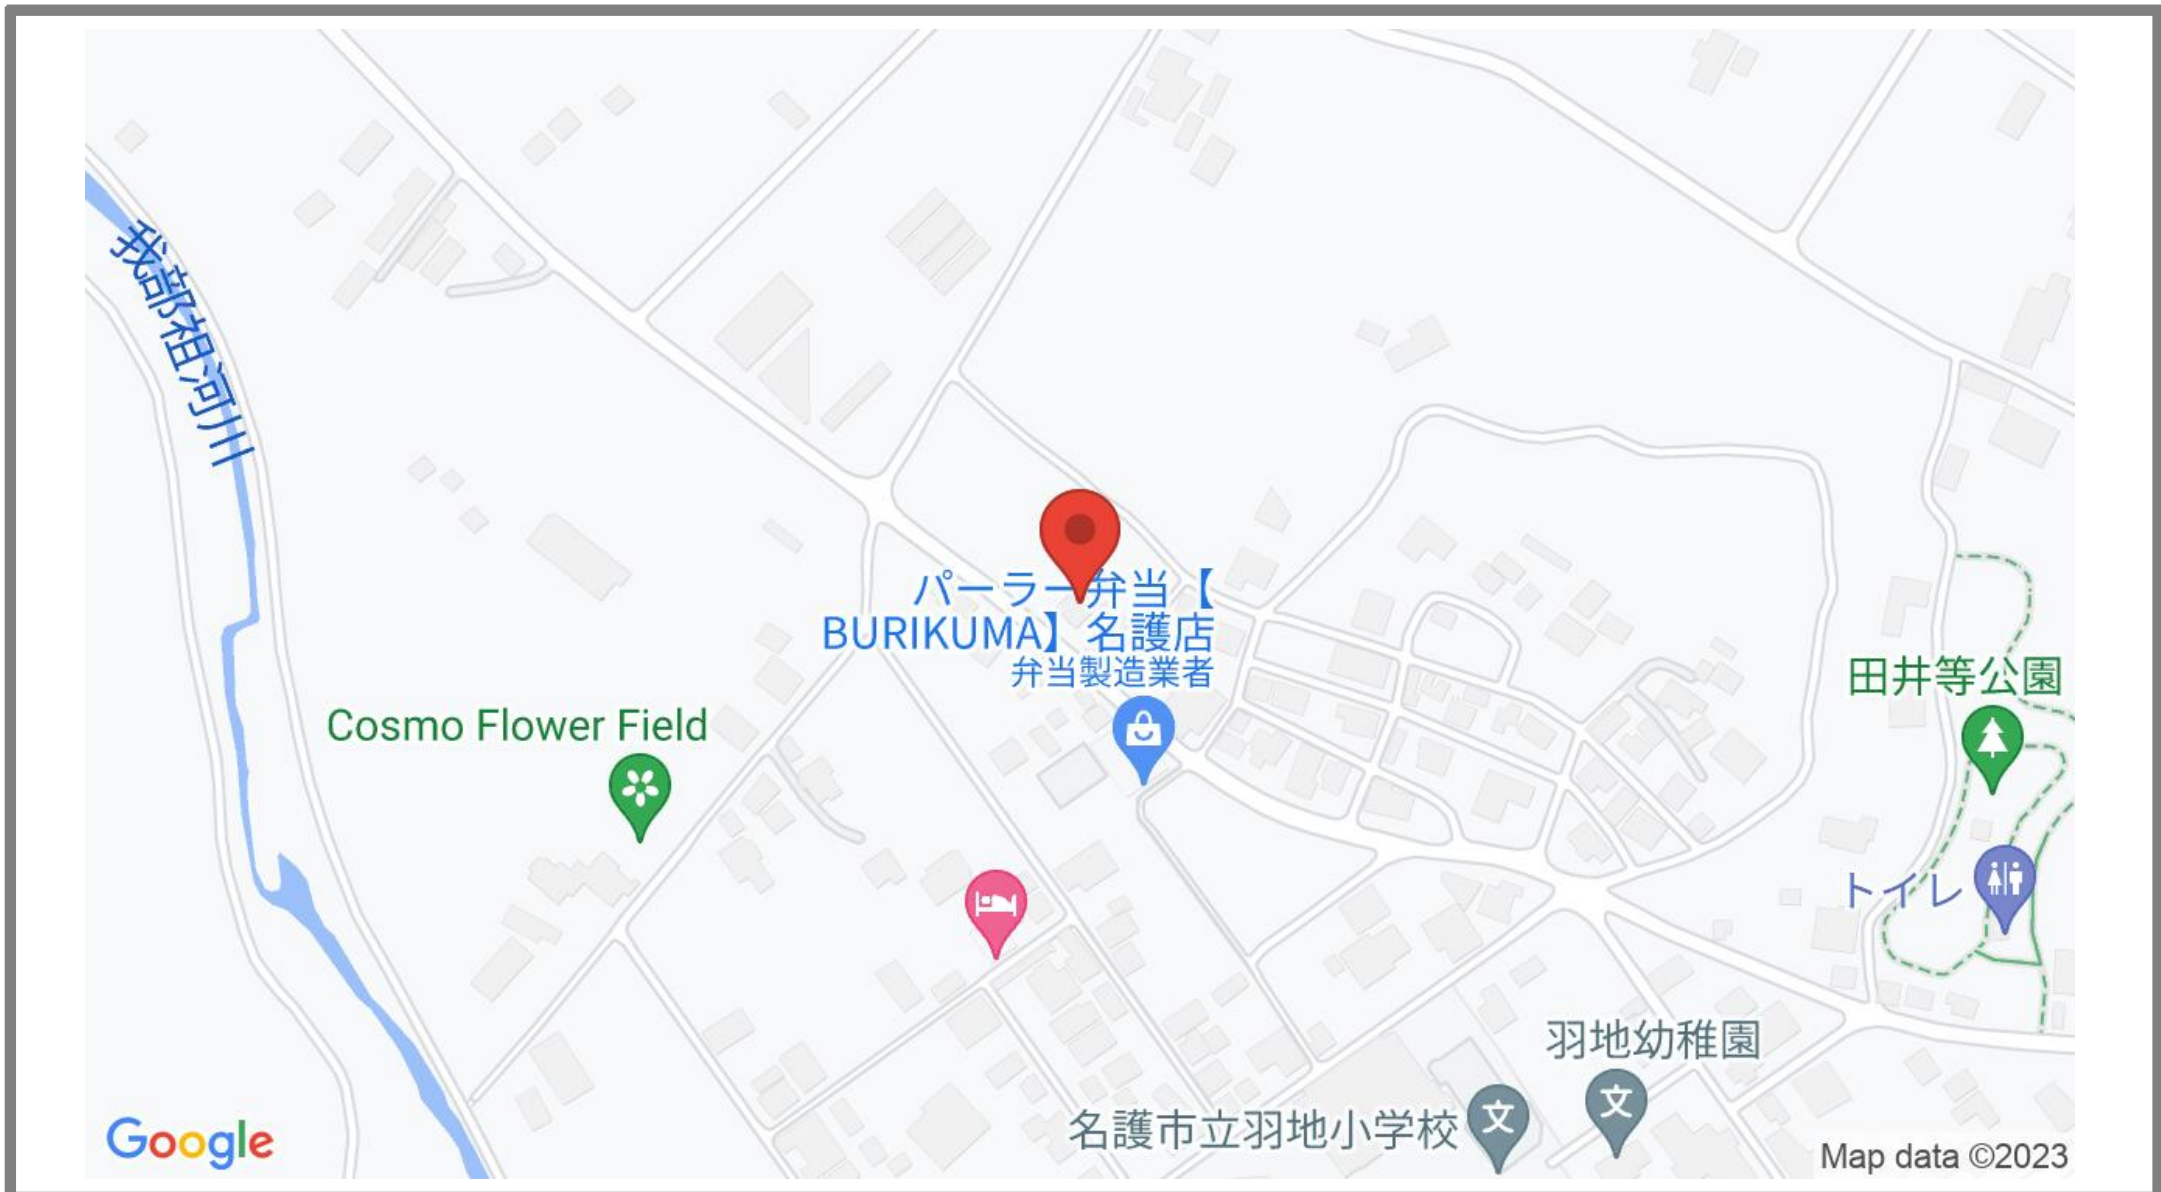 我部祖河川
パーラー弁当【
BURIKUMA】名護店
弁当製造業者
田井等公園
Cosmo Flower Field
トイレ
羽地幼稚園
文
名護市立羽地小学校
文
Google
Map data ©2023